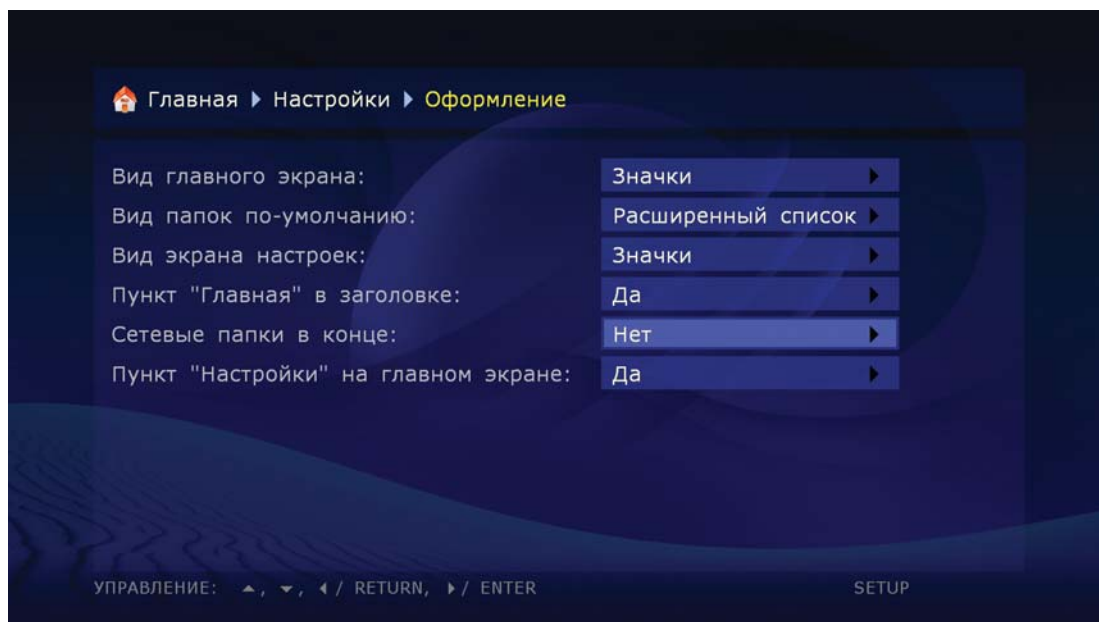 Главная Настройки Оформление
Вид главного экрана: Значки
Вид папок по-умолчанию: Расширенный список
Вид экрана настроек: Значки
Пункт "Главная" в заголовке: Да
Сетевые папки в конце: Нет
Пункт "Настройки" на главном экране: Да
УПРАВЛЕНИЕ: ▲, ▼, ◀ / RETURN, ▶ / ENTER SETUP